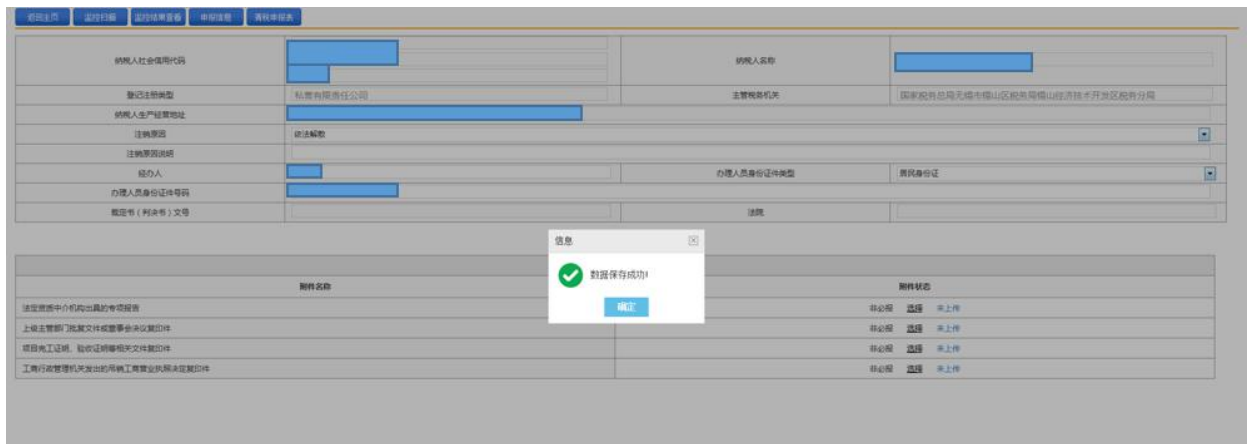 返回主页 监控扫描 监控结果查看 申报信息 清税申报表
纳税人社会信用代码 纳税人名称
登记注册类型 私营有限责任公司 主管税务机关 国家税务总局无锡市锡山区税务局锡山经济技术开发区税务分局
纳税人生产经营地址
注销原因 依法解散
注销原因说明
经办人 办理人员身份证件类型 居民身份证
办理人员身份证件号码
裁定书（判决书）文号 法院
信息
数据保存成功!
确定
附件名称 附件状态
法定资质中介机构出具的专项报告 非必报 选择 未上传
上级主管部门批复文件或董事会决议复印件 非必报 选择 未上传
项目完工证明、验收证明等相关文件复印件 非必报 选择 未上传
工商行政管理机关发出的吊销工商营业执照决定复印件 非必报 选择 未上传